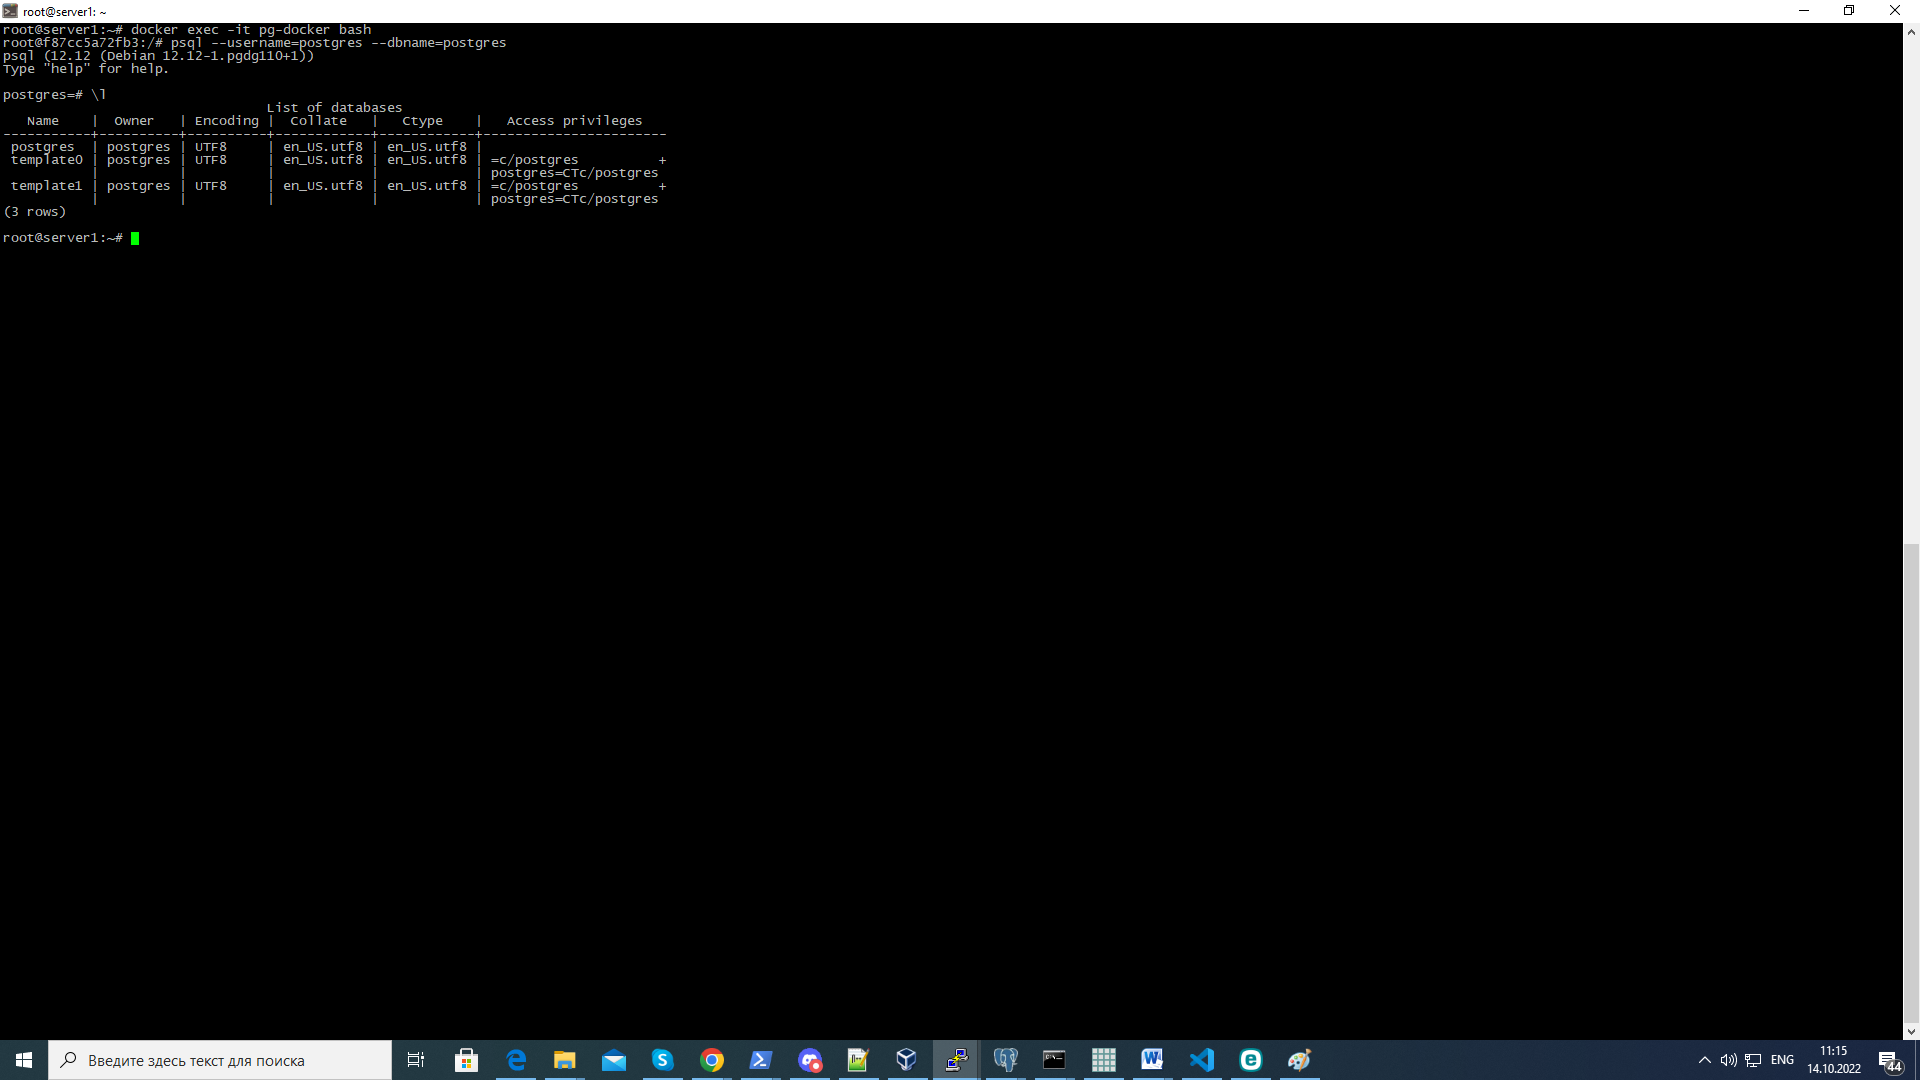 root@server1: ~
root@server1:~# docker exec -it pg-docker bash
root@f87cc5a72fb3:/# psql --username=postgres --dbname=postgres
psql (12.12 (Debian 12.12-1.pgdg110+1))
Type "help" for help.
postgres=# \l
                                 List of databases
   Name    |  Owner   | Encoding |  Collate   |   Ctype    |   Access privileges
-----------+----------+----------+------------+------------+-----------------------
 postgres  | postgres | UTF8     | en_US.utf8 | en_US.utf8 |
 template0 | postgres | UTF8     | en_US.utf8 | en_US.utf8 | =c/postgres          +
           |          |          |            |            | postgres=CTc/postgres
 template1 | postgres | UTF8     | en_US.utf8 | en_US.utf8 | =c/postgres          +
           |          |          |            |            | postgres=CTc/postgres
(3 rows)
root@server1:~#
Введите здесь текст для поиска
ENG
11:15
14.10.2022
44